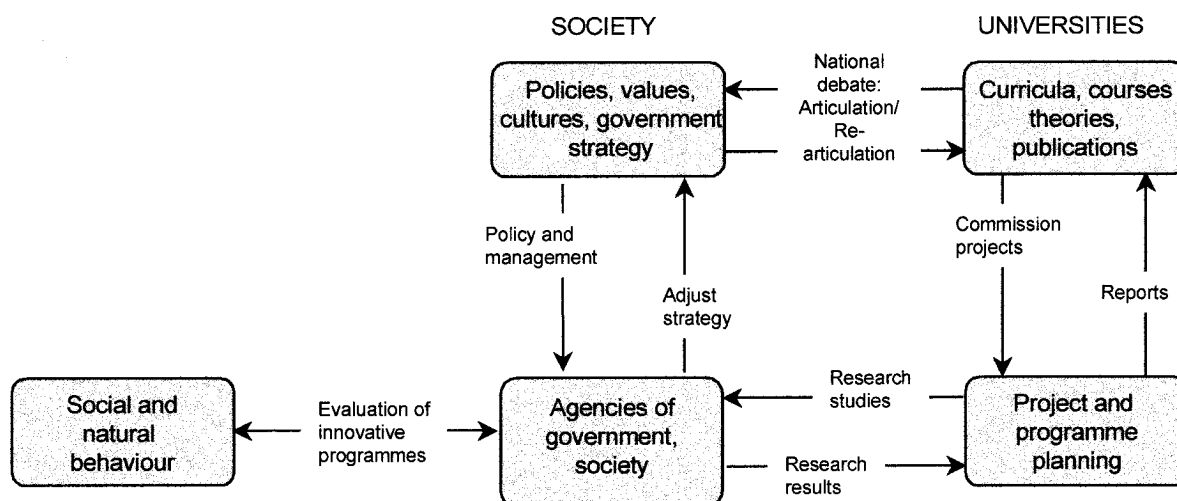 SOCIETY
UNIVERSITIES
Policies, values,
cultures, government
strategy
National
debate:
Articulation/
Re-
articulation
Curricula, courses
theories,
publications
Policy and
management
Adjust
strategy
Commission
projects
Reports
Social and
natural
behaviour
Evaluation of
innovative
programmes
Agencies of
government,
society
Research
studies
Research
results
Project and
programme
planning